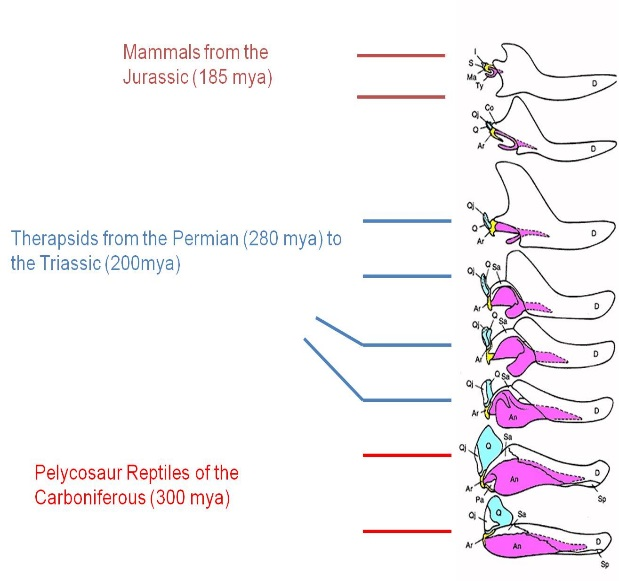 Mammals from the
Jurassic (185 mya)
I
S
Ma
Ty
D
Co
Qj
Q
Ar
D
Qj
Q
Ar
D
Therapsids from the Permian (280 mya) to
the Triassic (200mya)
Qj
Q
Sa
Ar
D
Qj
Q
Sa
Ar
D
Qj
Q
Sa
Ar
An
D
Q
Sa
Qj
D
An
Ar
Pa
Sp
Pelycosaur Reptiles of the
Carboniferous (300 mya)
Q
Qj
Sa
Ar
An
D
Sp